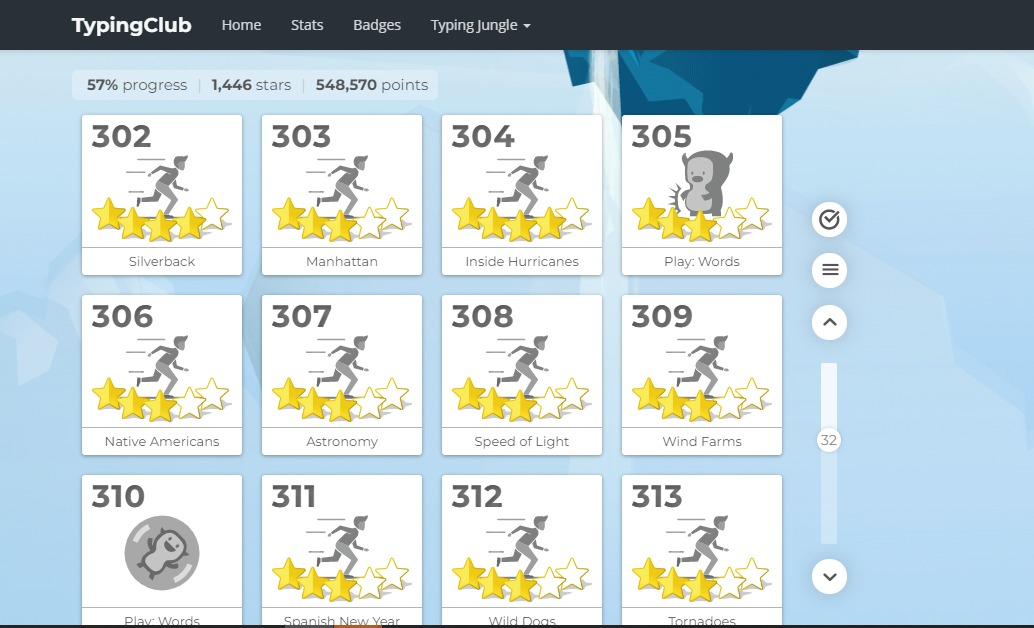 TypingClub Home Stats Badges Typing Jungle
57% progress | 1,446 stars | 548,570 points
302 303 304 305
Silverback Manhattan Inside Hurricanes Play: Words
306 307 308 309
Native Americans Astronomy Speed of Light Wind Farms
32
310 311 312 313
Play: Words Spanish New Year Wild Dogs Tornadoes